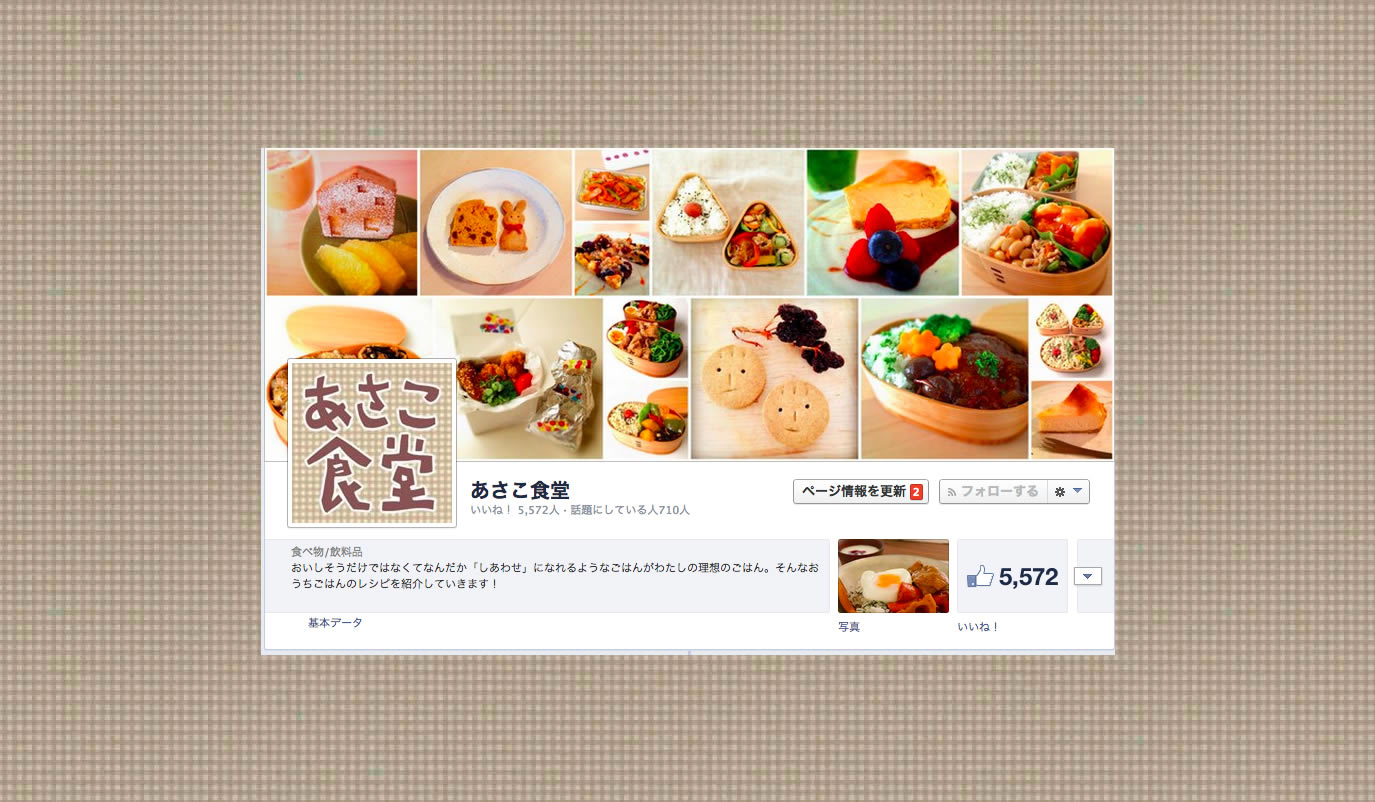 あさこ
食堂
あさこ食堂
いいね！ 5,572人・話題にしている人710人
ページ情報を更新 2
フォローする
食べ物/飲料品
おいしそうだけではなくてなんだか「しあわせ」になれるようなごはんがわたしの理想のごはん。そんなお
うちごはんのレシピを紹介していきます！
5,572
基本データ
写真
いいね！